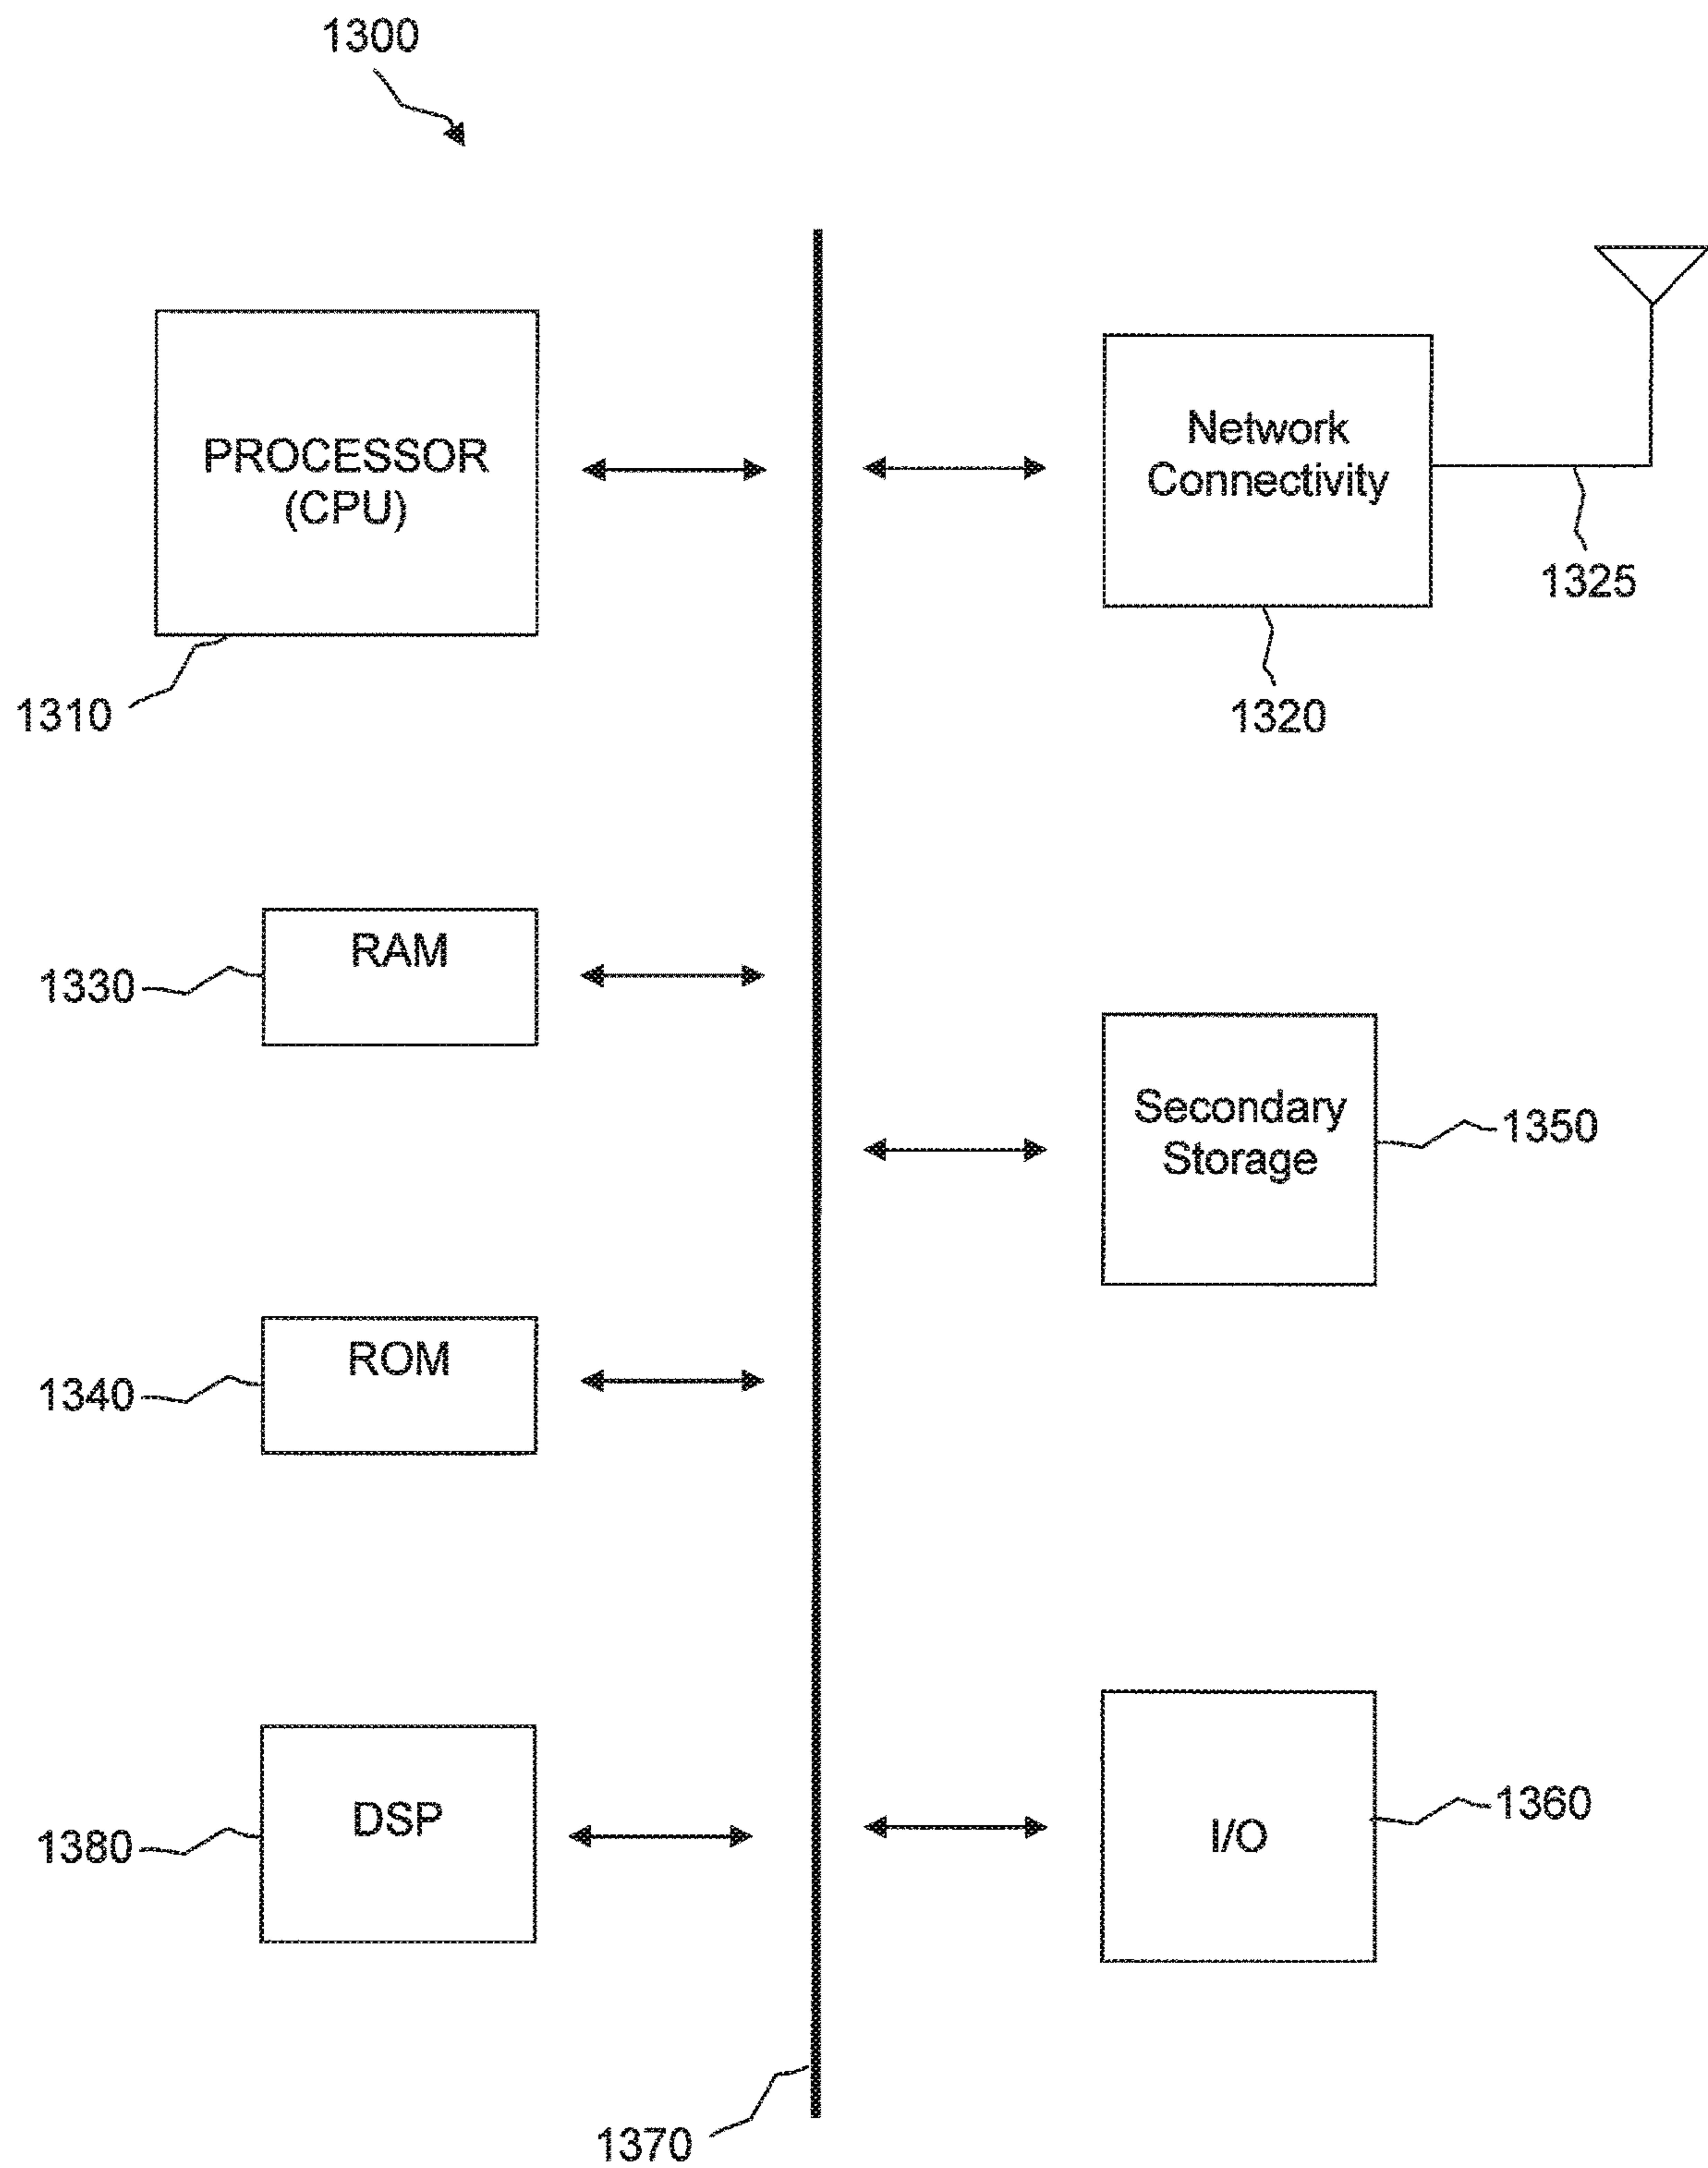 1300
PROCESSOR
(CPU)
1310
Network
Connectivity
1325
1320
RAM
1330
Secondary
Storage
1350
ROM
1340
DSP
1380
I/O
1360
1370